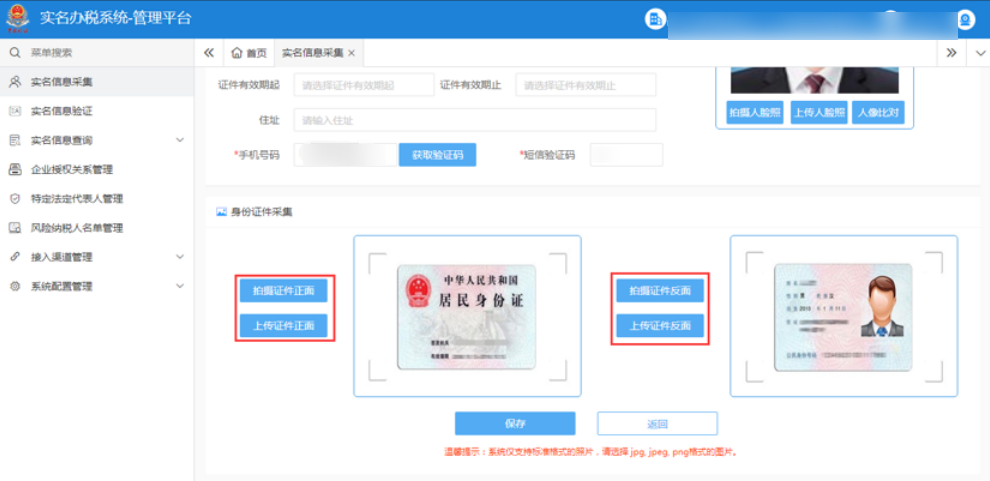 实名办税系统-管理平台
菜单搜索
首页
实名信息采集
实名信息采集
实名信息验证
实名信息查询
企业授权关系管理
特定法定代表人管理
风险纳税人名单管理
接入渠道管理
系统配置管理
证件有效期起 请选择证件有效期起 证件有效期止 请选择证件有效期止
拍摄人脸照 上传人脸照 人像比对
住址 请输入住址
*手机号码 获取验证码 *短信验证码
身份证件采集
拍摄证件正面
上传证件正面
中华人民共和国
居民身份证
拍摄证件反面
上传证件反面
公民身份号码
保存 返回
温馨提示：系统仅支持标准格式的照片，请选择 jpg, jpeg, png格式的图片。